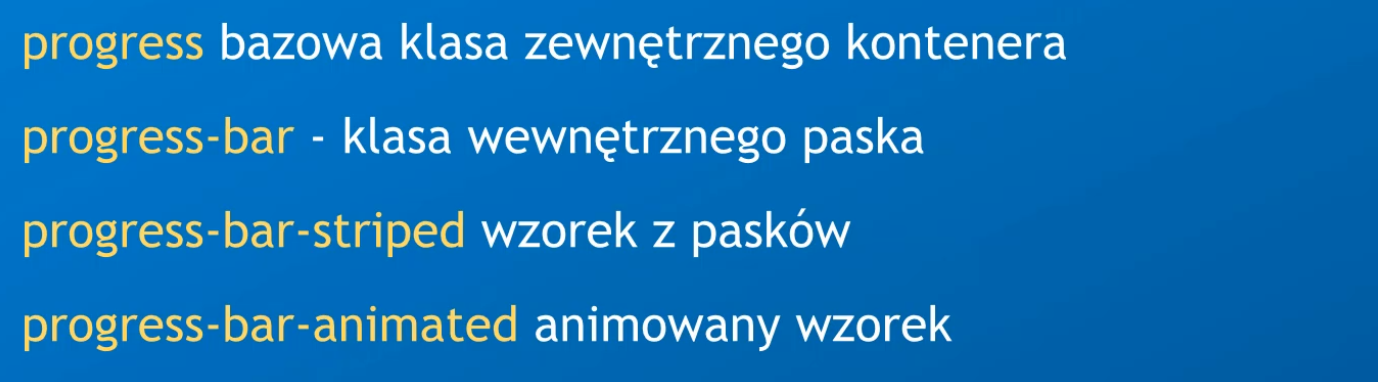 progress bazowa klasa zewnętrznego kontenera
progress-bar - klasa wewnętrznego paska
progress-bar-striped wzorek z pasków
progress-bar-animated animowany wzorek